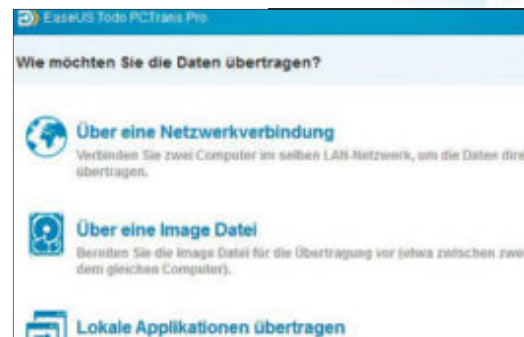 EaseUS Todo PCTrans Pro
Wie möchten Sie die Daten übertragen?
Über eine Netzwerkverbindung
Verbinden Sie zwei Computer im selben LAN-Netzwerk, um die Daten dire
übertragen.
Über eine Image Datei
Bereiten Sie die Image Datei für die Übertragung vor (etwa zwischen zwe
dem gleichen Computer).
Lokale Applikationen übertragen